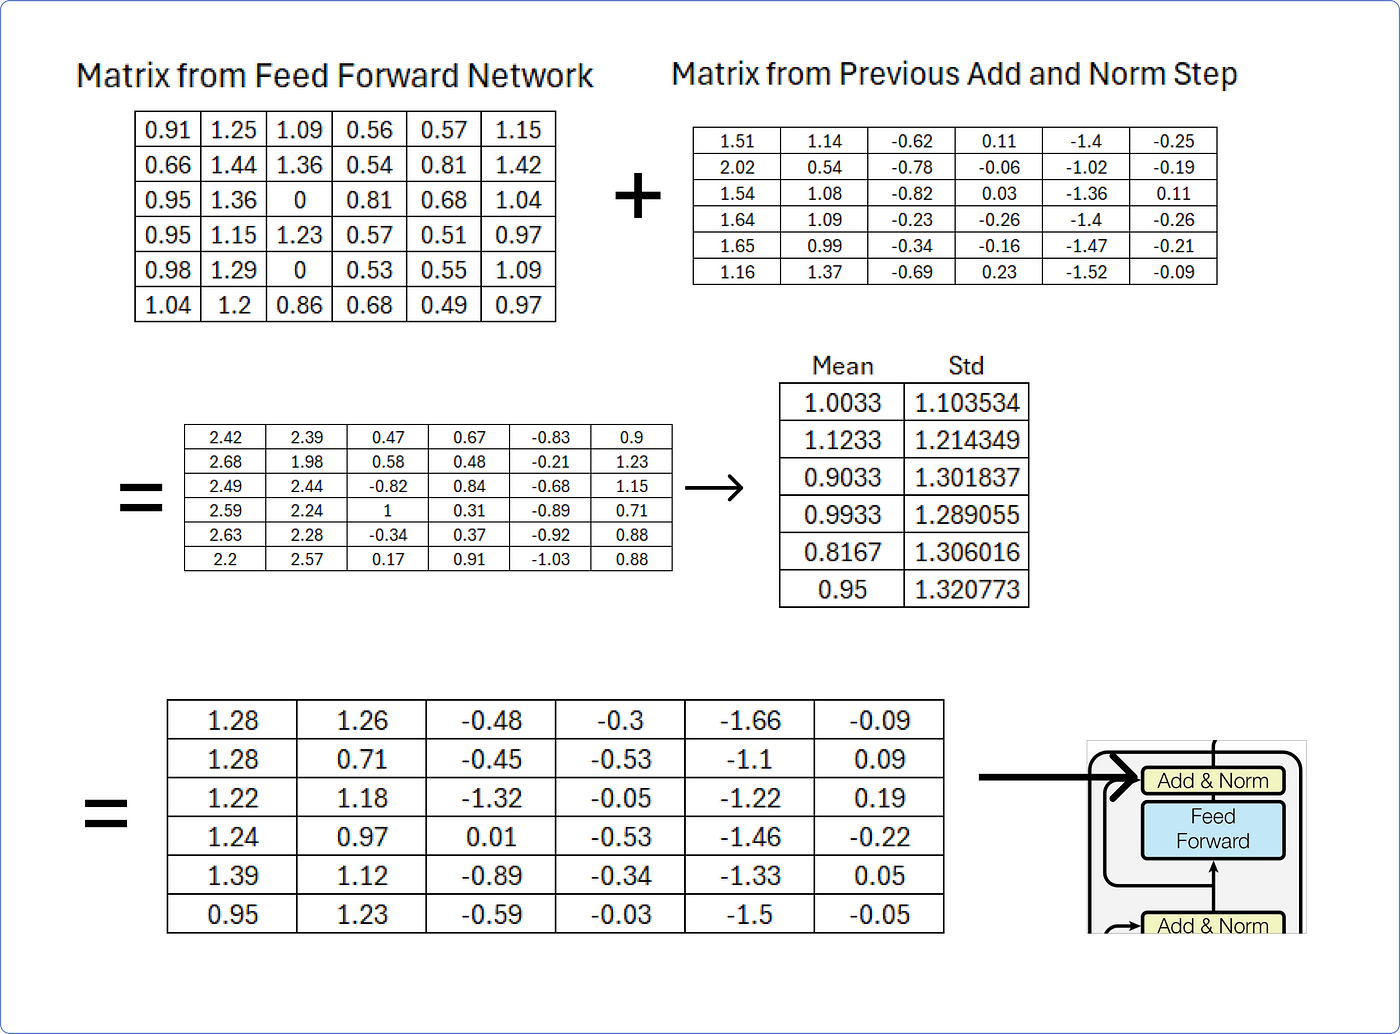 Matrix from Feed Forward Network
0.91 1.25 1.09 0.56 0.57 1.15
0.66 1.44 1.36 0.54 0.81 1.42
0.95 1.36 0 0.81 0.68 1.04
0.95 1.15 1.23 0.57 0.51 0.97
0.98 1.29 0 0.53 0.55 1.09
1.04 1.2 0.86 0.68 0.49 0.97
+
Matrix from Previous Add and Norm Step
1.51 1.14 -0.62 0.11 -1.4 -0.25
2.02 0.54 -0.78 -0.06 -1.02 -0.19
1.54 1.08 -0.82 0.03 -1.36 0.11
1.64 1.09 -0.23 -0.26 -1.4 -0.26
1.65 0.99 -0.34 -0.16 -1.47 -0.21
1.16 1.37 -0.69 0.23 -1.52 -0.09
=
2.42 2.39 0.47 0.67 -0.83 0.9
2.68 1.98 0.58 0.48 -0.21 1.23
2.49 2.44 -0.82 0.84 -0.68 1.15
2.59 2.24 1 0.31 -0.89 0.71
2.63 2.28 -0.34 0.37 -0.92 0.88
2.2 2.57 0.17 0.91 -1.03 0.88
Mean Std
1.0033 1.103534
1.1233 1.214349
0.9033 1.301837
0.9933 1.289055
0.8167 1.306016
0.95 1.320773
=
1.28 1.26 -0.48 -0.3 -1.66 -0.09
1.28 0.71 -0.45 -0.53 -1.1 0.09
1.22 1.18 -1.32 -0.05 -1.22 0.19
1.24 0.97 0.01 -0.53 -1.46 -0.22
1.39 1.12 -0.89 -0.34 -1.33 0.05
0.95 1.23 -0.59 -0.03 -1.5 -0.05
Add & Norm
Feed
Forward
Add & Norm